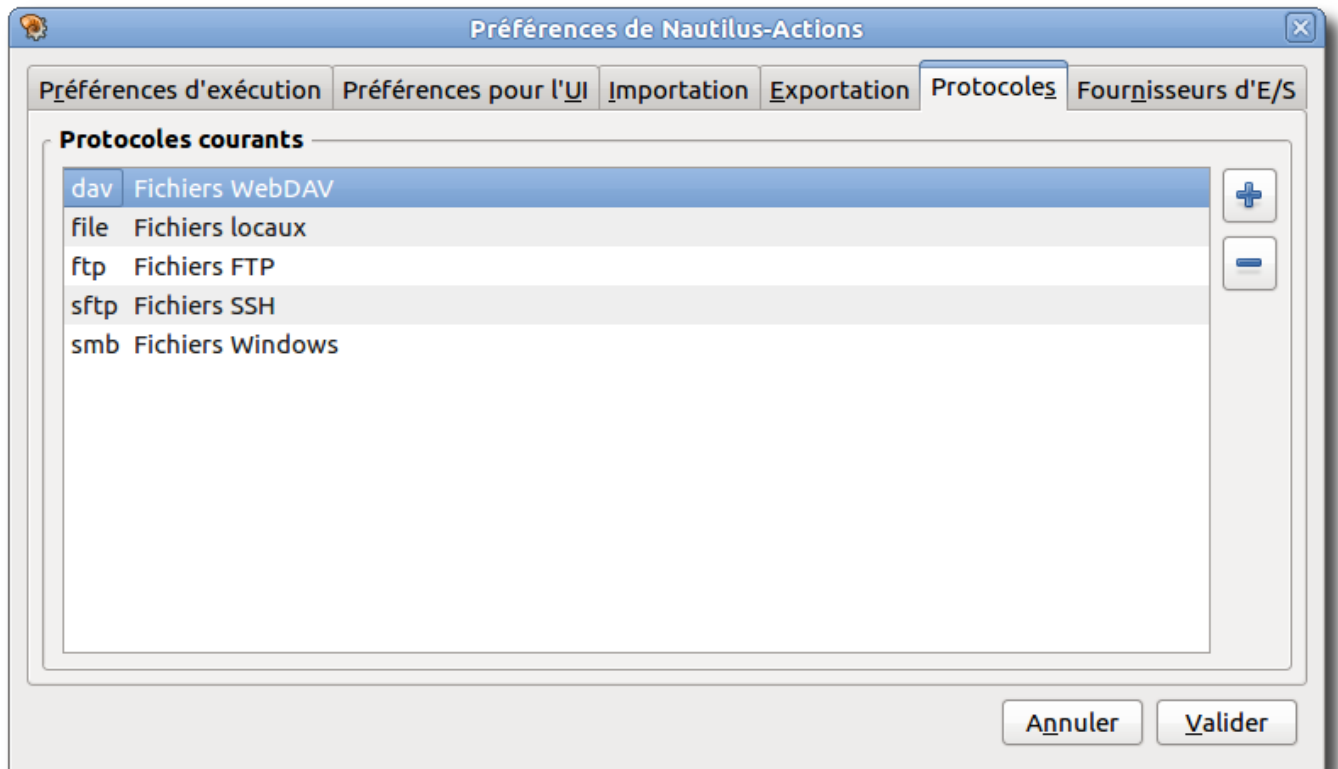 Préférences de Nautilus-Actions
Préférences d'exécution Préférences pour l'UI Importation Exportation Protocoles Fournisseurs d'E/S
Protocoles courants
dav Fichiers WebDAV
file Fichiers locaux
ftp Fichiers FTP
sftp Fichiers SSH
smb Fichiers Windows
Annuler Valider